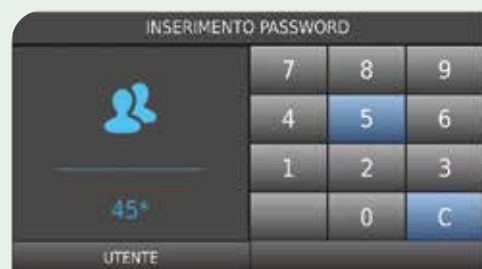 INSERIMENTO PASSWORD
7 8 9
4 5 6
1 2 3
45* 0 C
UTENTE